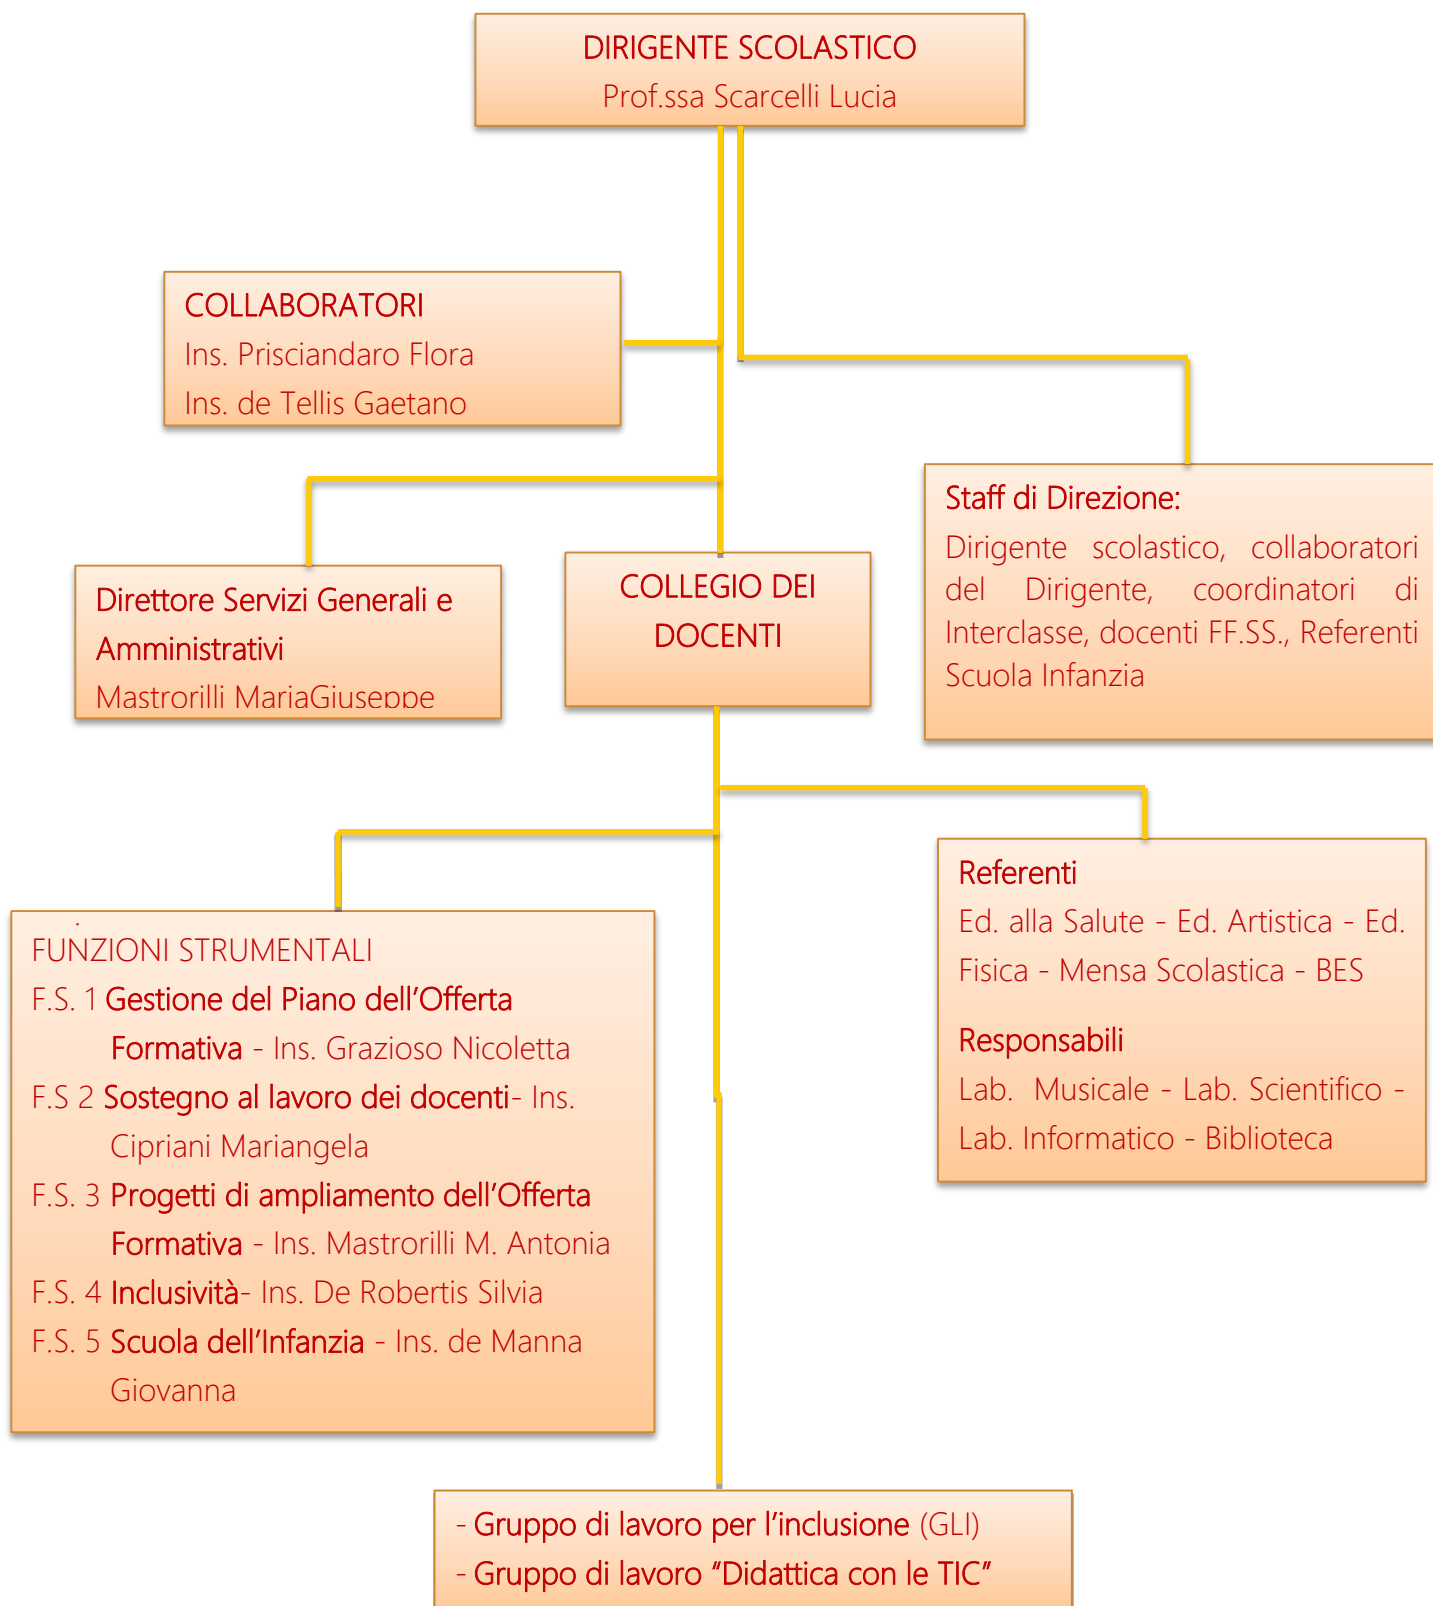 DIRIGENTE SCOLASTICO
Prof.ssa Scarcelli Lucia
COLLABORATORI
Ins. Prisciandaro Flora
Ins. de Tellis Gaetano
Staff di Direzione:
Dirigente scolastico, collaboratori
del Dirigente, coordinatori di
Interclasse, docenti FF.SS., Referenti
Scuola Infanzia
Direttore Servizi Generali e
Amministrativi
Mastrorilli MariaGiuseppe
COLLEGIO DEI
DOCENTI
Referenti
Ed. alla Salute - Ed. Artistica - Ed.
Fisica - Mensa Scolastica - BES
Responsabili
Lab. Musicale - Lab. Scientifico -
Lab. Informatico - Biblioteca
FUNZIONI STRUMENTALI
F.S. 1 Gestione del Piano dell’Offerta
Formativa - Ins. Grazioso Nicoletta
F.S 2 Sostegno al lavoro dei docenti- Ins.
Cipriani Mariangela
F.S. 3 Progetti di ampliamento dell’Offerta
Formativa - Ins. Mastrorilli M. Antonia
F.S. 4 Inclusività- Ins. De Robertis Silvia
F.S. 5 Scuola dell’Infanzia - Ins. de Manna
Giovanna
- Gruppo di lavoro per l’inclusione (GLI)
- Gruppo di lavoro “Didattica con le TIC”